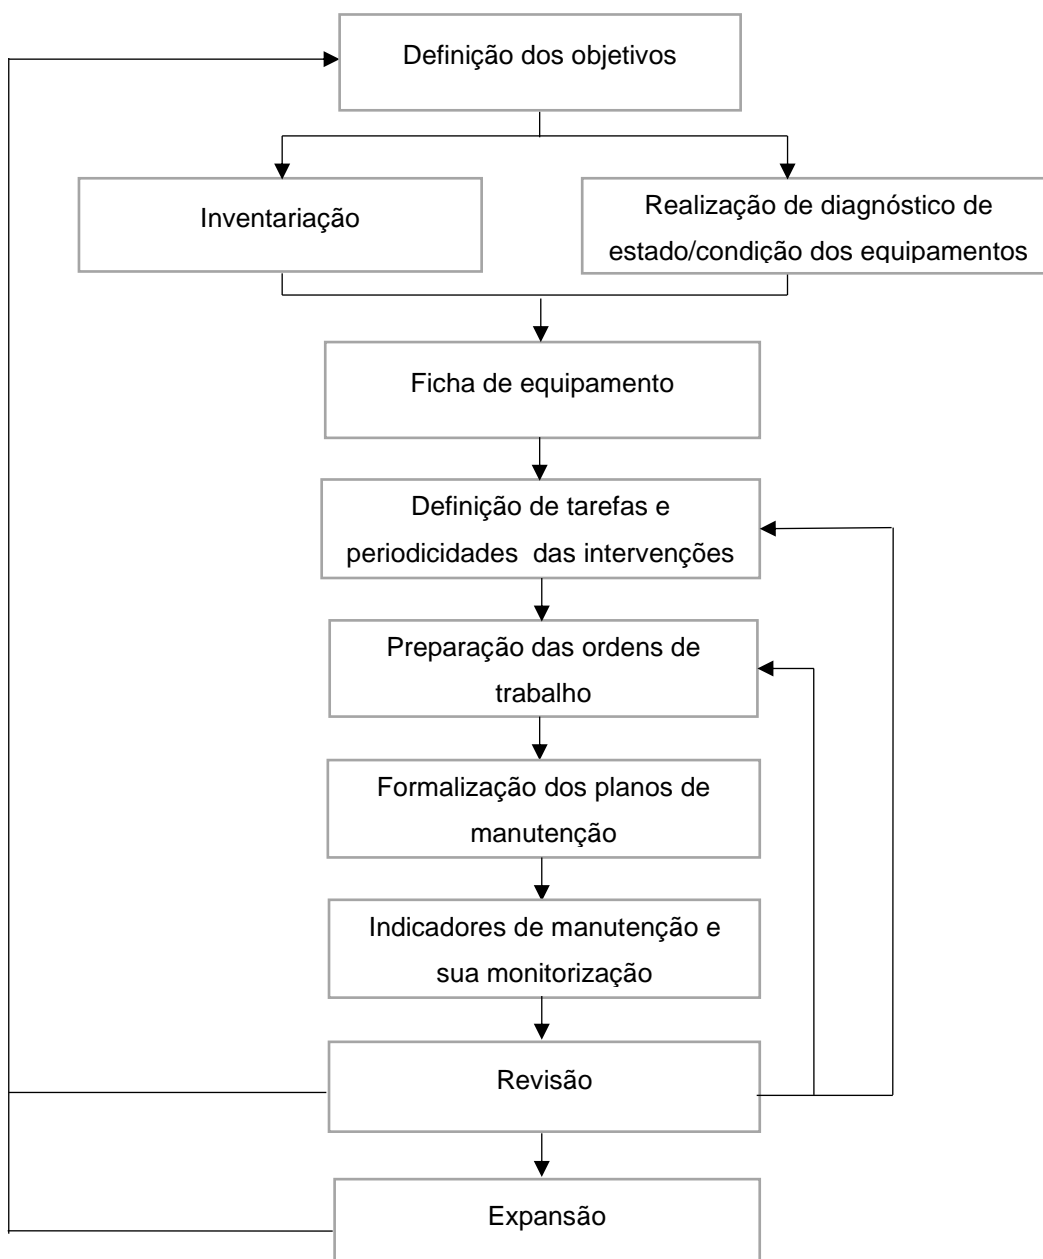 Definição dos objetivos
Inventariação
Realização de diagnóstico de
estado/condição dos equipamentos
Ficha de equipamento
Definição de tarefas e
periodicidades  das intervenções
Preparação das ordens de
trabalho
Formalização dos planos de
manutenção
Indicadores de manutenção e
sua monitorização
Revisão
Expansão